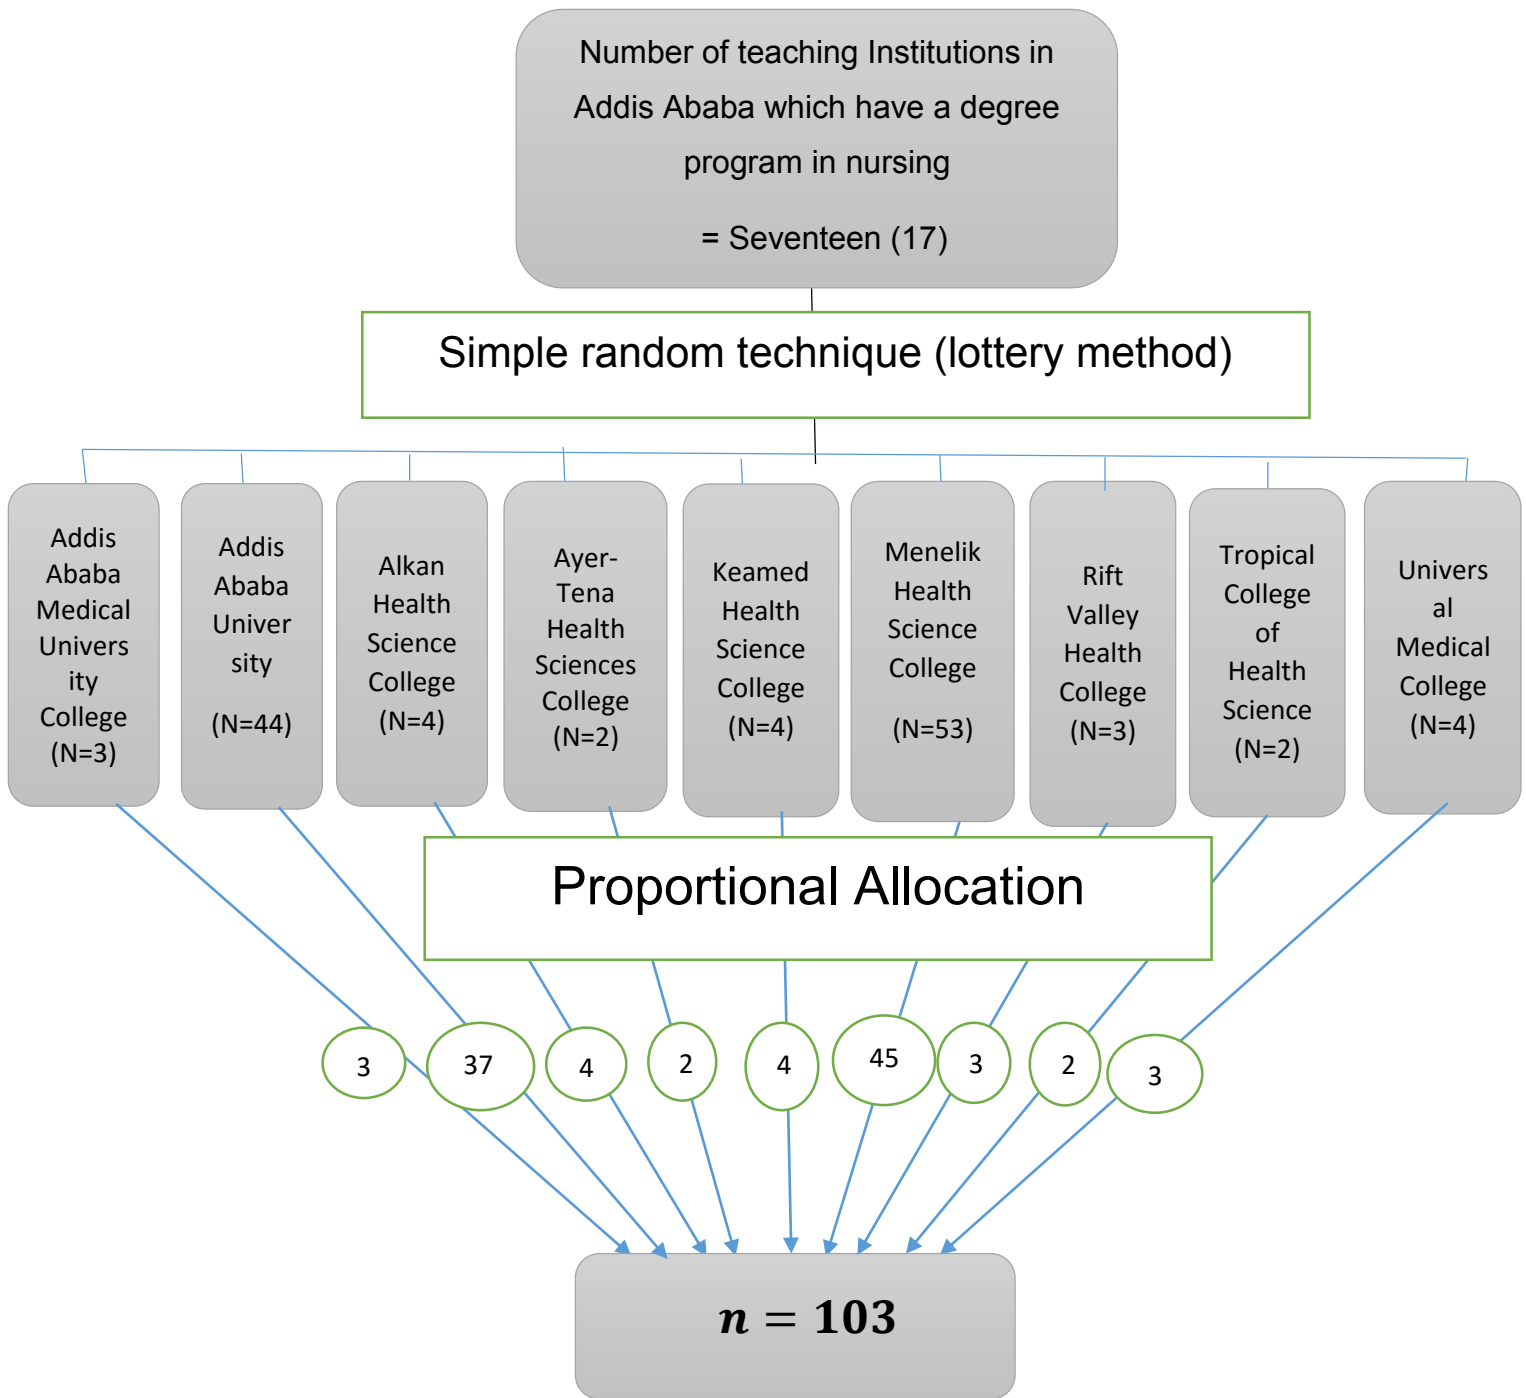 Number of teaching Institutions in
Addis Ababa which have a degree
program in nursing
= Seventeen (17)
Simple random technique (lottery method)
Addis
Ababa
Medical
Univers
ity
College
(N=3)
Addis
Ababa
Univer
sity
(N=44)
Alkan
Health
Science
College
(N=4)
Ayer-
Tena
Health
Sciences
College
(N=2)
Keamed
Health
Science
College
(N=4)
Menelik
Health
Science
College
(N=53)
Rift
Valley
Health
College
(N=3)
Tropical
College
of
Health
Science
(N=2)
Univers
al
Medical
College
(N=4)
Proportional Allocation
3
37
4
2
4
45
3
2
3
n = 103